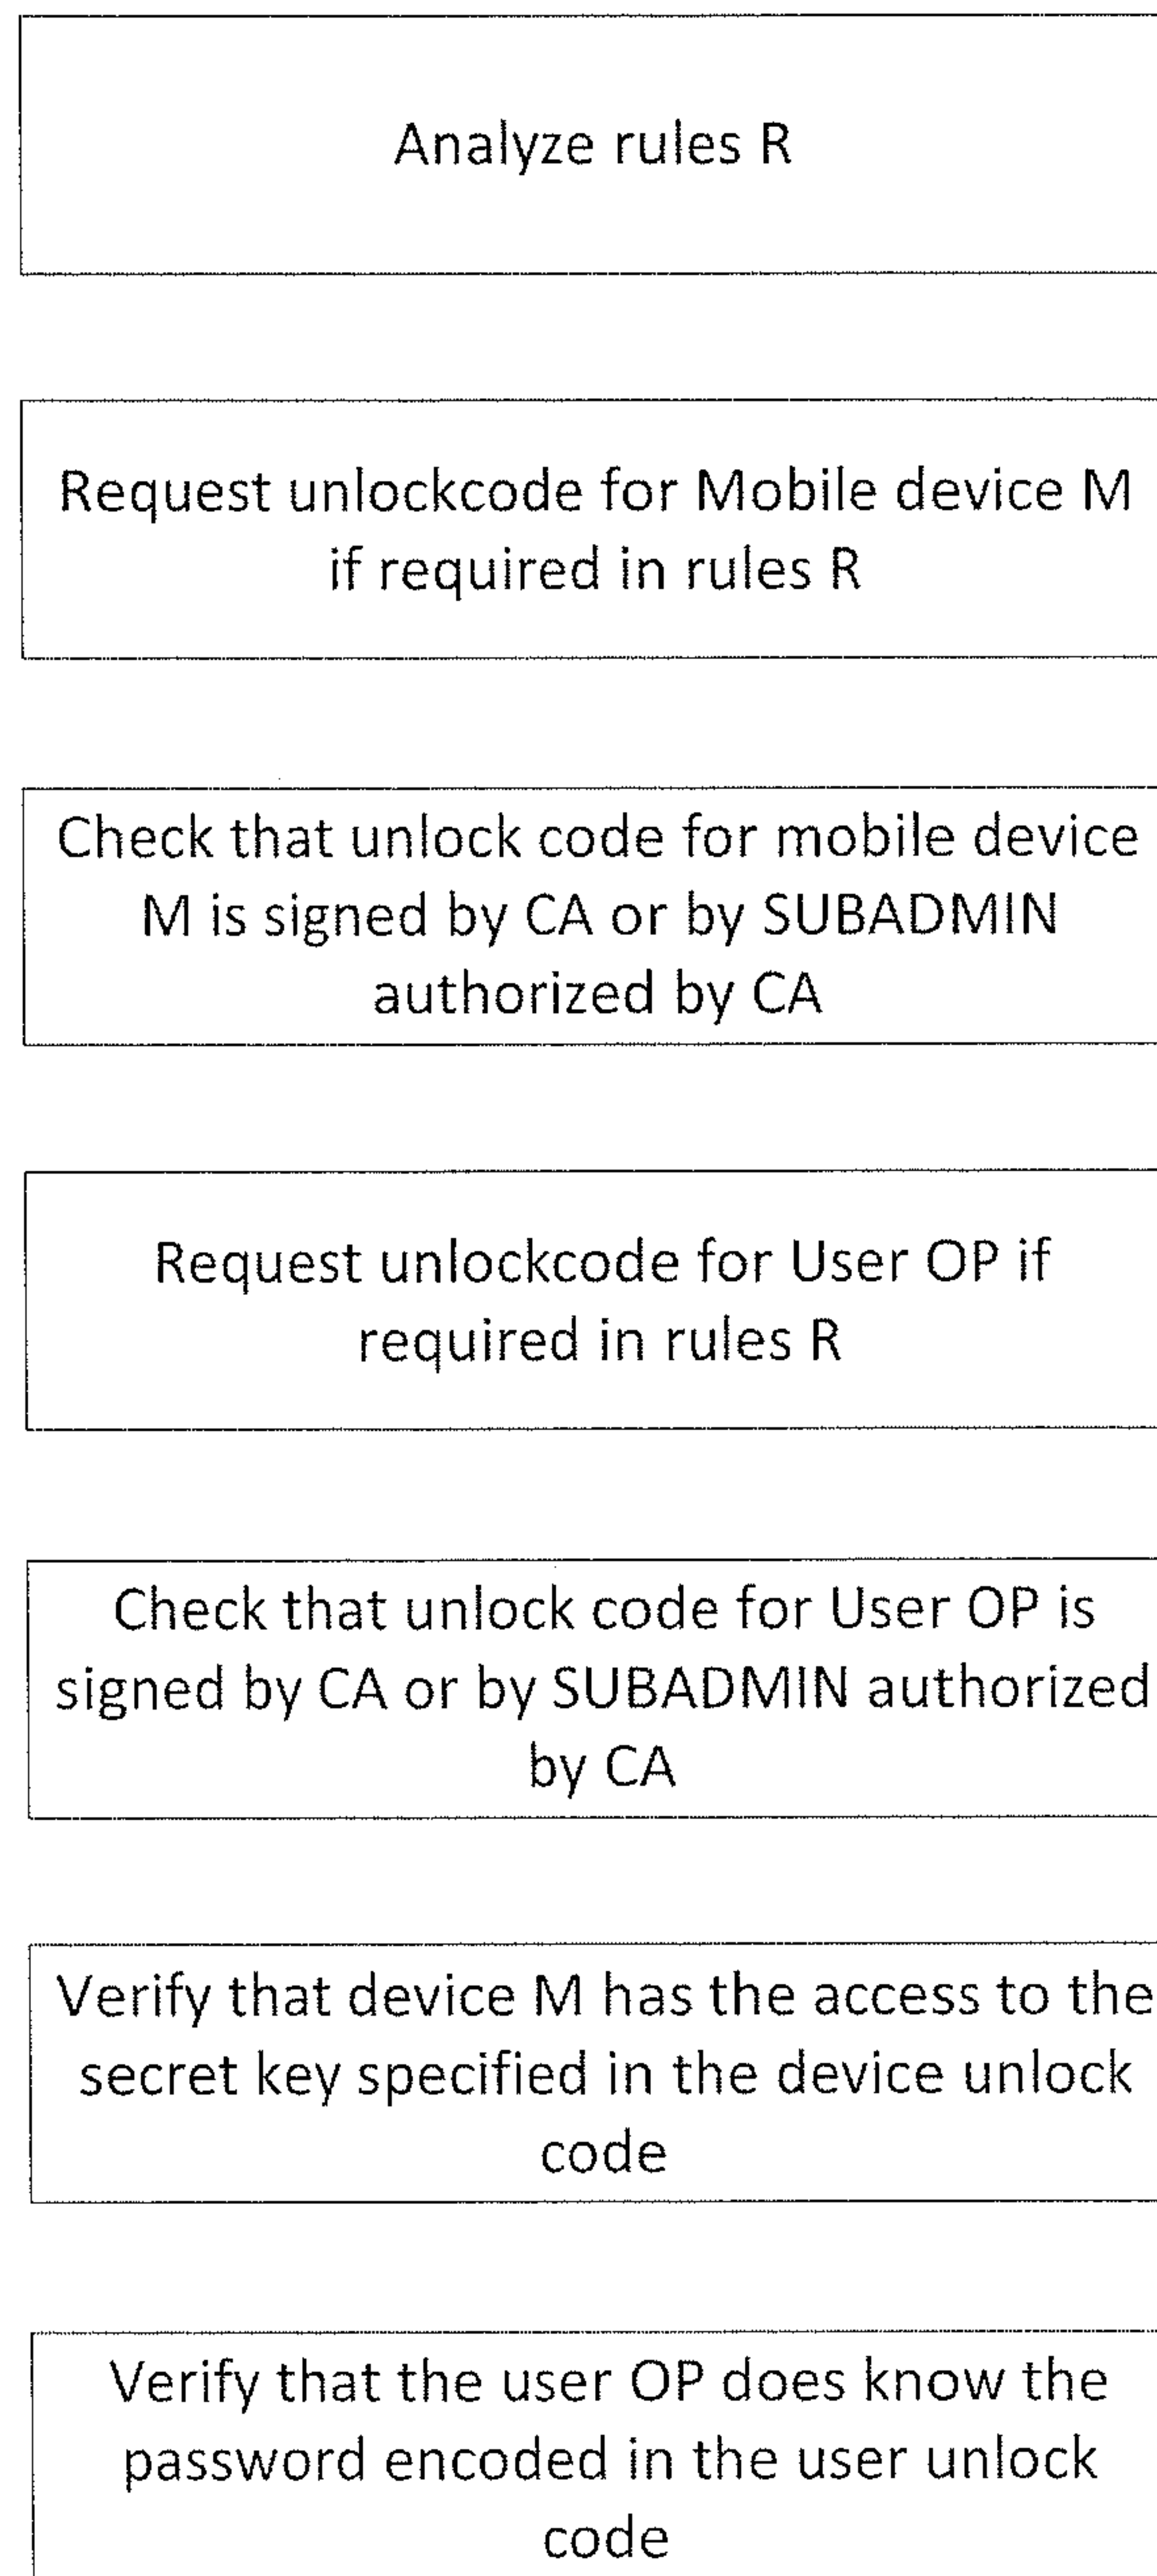 Analyze rules R
Request unlockcode for Mobile device M
if required in rules R
Check that unlock code for mobile device
M is signed by CA or by SUBADMIN
authorized by CA
Request unlockcode for User OP if
required in rules R
Check that unlock code for User OP is
signed by CA or by SUBADMIN authorized
by CA
Verify that device M has the access to the
secret key specified in the device unlock
code
Verify that the user OP does know the
password encoded in the user unlock
code